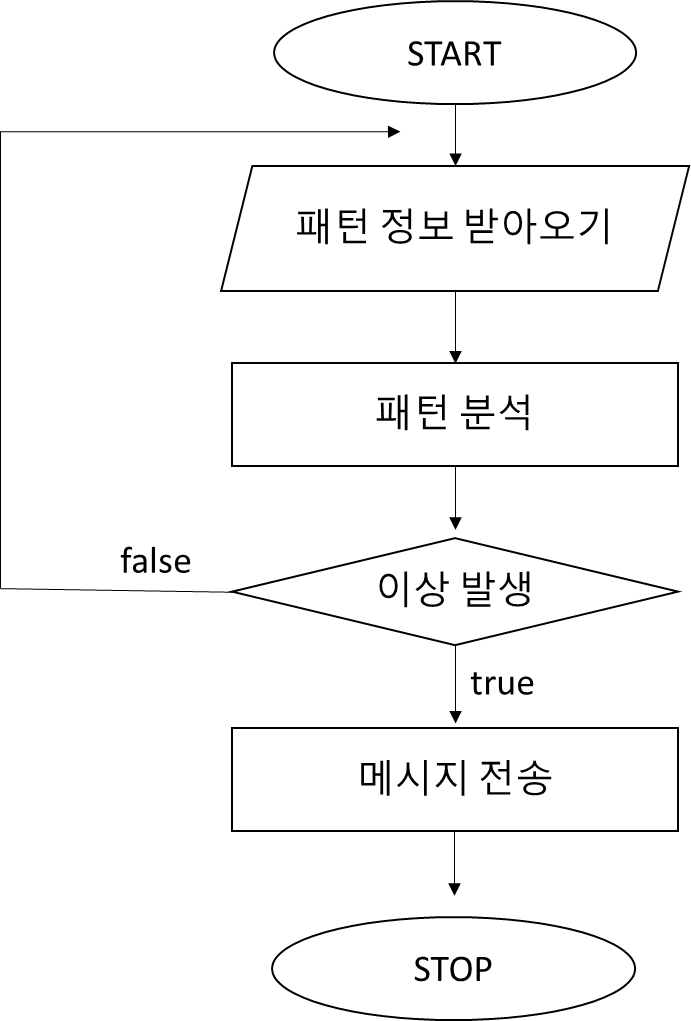 START
패턴 정보 받아오기
패턴 분석
false
이상 발생
true
메시지 전송
STOP